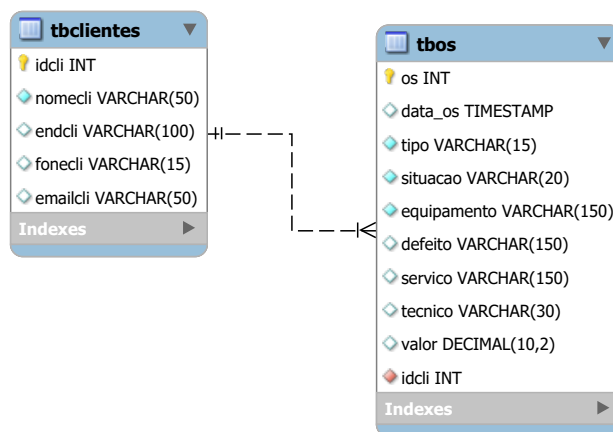 tbclientes
idcli INT
nomecli VARCHAR(50)
endcli VARCHAR(100)
fonecli VARCHAR(15)
emailcli VARCHAR(50)
Indexes
tbos
os INT
data_os TIMESTAMP
tipo VARCHAR(15)
situacao VARCHAR(20)
equipamento VARCHAR(150)
defeito VARCHAR(150)
servico VARCHAR(150)
tecnico VARCHAR(30)
valor DECIMAL(10,2)
idcli INT
Indexes